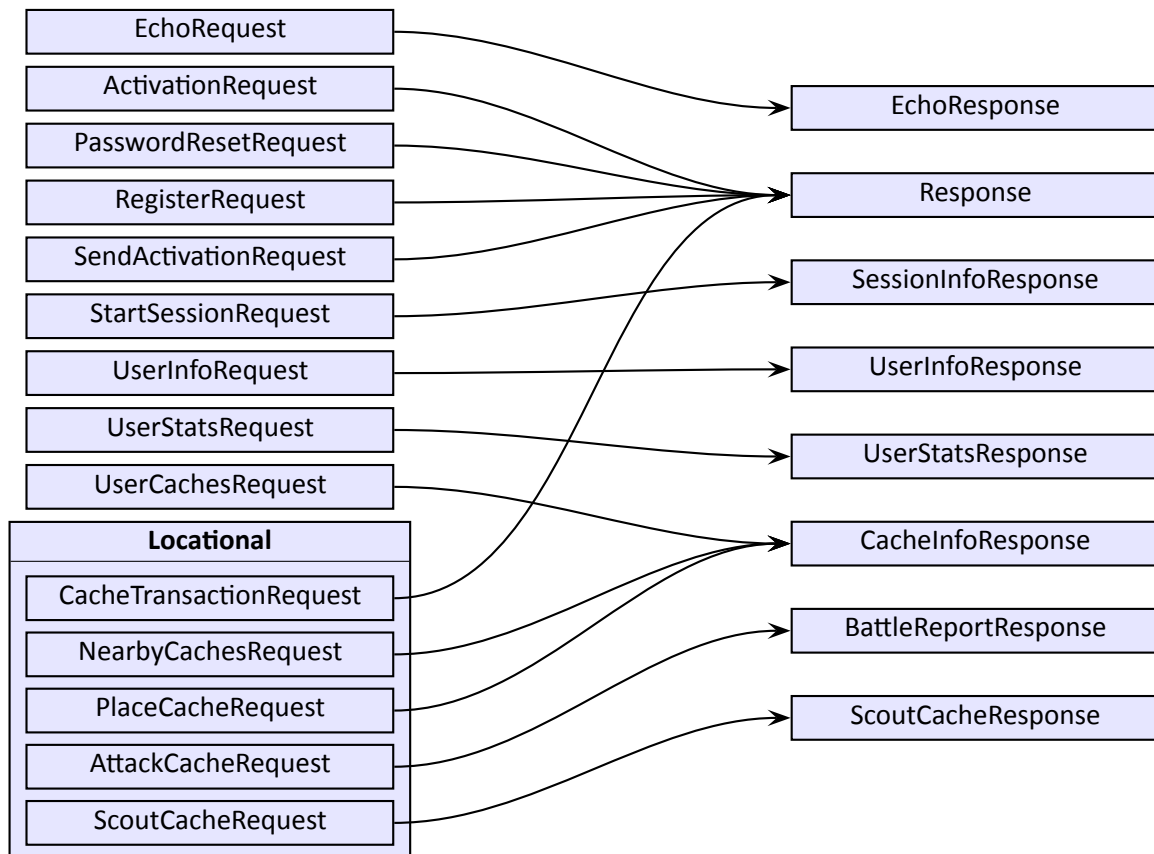 EchoRequest
ActivationRequest
PasswordResetRequest
RegisterRequest
SendActivationRequest
StartSessionRequest
UserInfoRequest
UserStatsRequest
UserCachesRequest
Locational
CacheTransactionRequest
NearbyCachesRequest
PlaceCacheRequest
AttackCacheRequest
ScoutCacheRequest
EchoResponse
Response
SessionInfoResponse
UserInfoResponse
UserStatsResponse
CacheInfoResponse
BattleReportResponse
ScoutCacheResponse